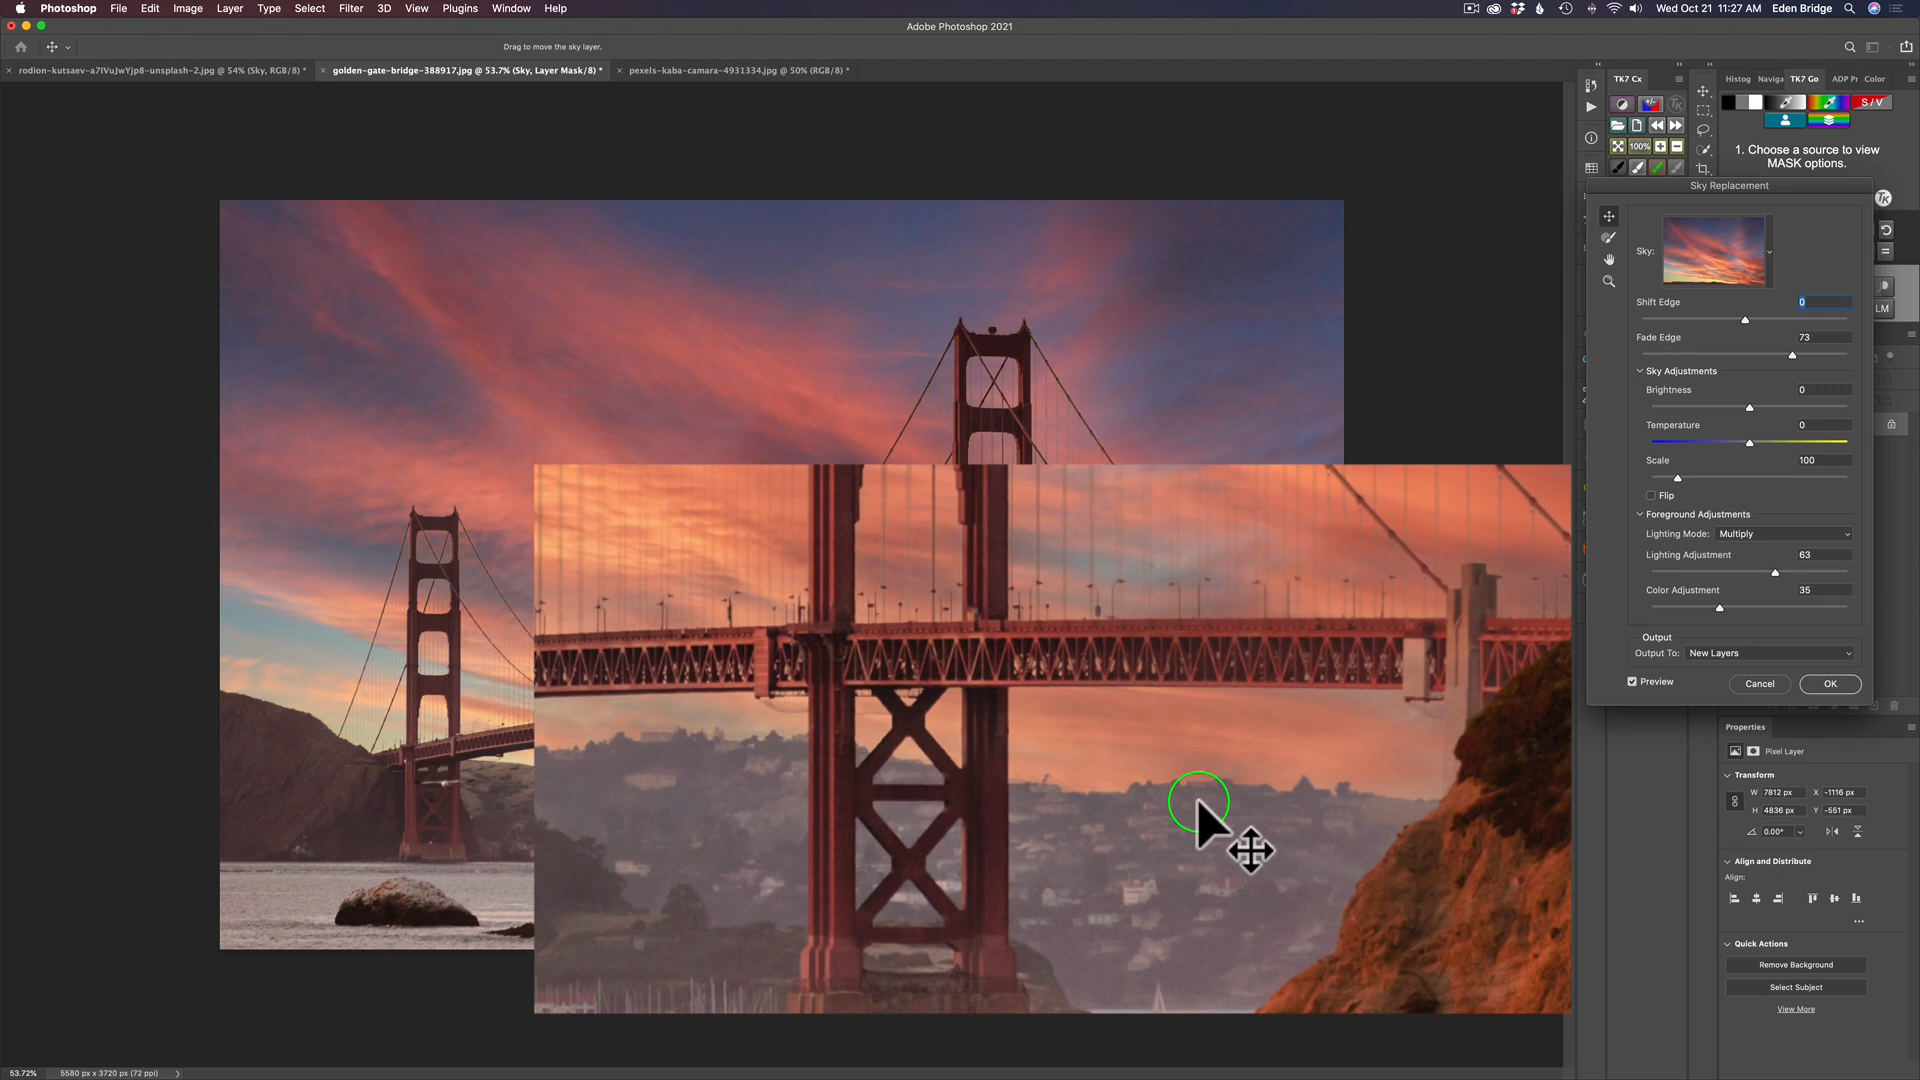 Photoshop File Edit Image Layer Type Select Filter 3D View Plugins Window Help
Wed Oct 21 11:27 AM Eden Bridge
Adobe Photoshop 2021
Drag to move the sky layer.
rodion-kutsaev-a7IVuJwYJp8-unsplash-2.jpg @ 54% (Sky, RGB/8) *
golden-gate-bridge-388917.jpg @ 53.7% (Sky, Layer Mask/8) *
pexels-kaba-camara-4931334.jpg @ 50% (RGB/8) *
TK7 Cx
Histog Naviga TK7 Go ADP Pr Color
S / V
100%
1. Choose a source to view
MASK options.
Sky Replacement
TK
Sky:
Shift Edge 0
LM
Fade Edge 73
Sky Adjustments
Brightness 0
Temperature 0
Scale 100
Flip
Foreground Adjustments
Lighting Mode: Multiply
Lighting Adjustment 63
Color Adjustment 35
Output
Output To: New Layers
Preview Cancel OK
Properties
Pixel Layer
Transform
W 7812 px X -1116 px
H 4836 px Y -551 px
0.00°
Align and Distribute
Align:
Quick Actions
Remove Background
Select Subject
View More
53.72% 5580 px x 3720 px (72 ppi)